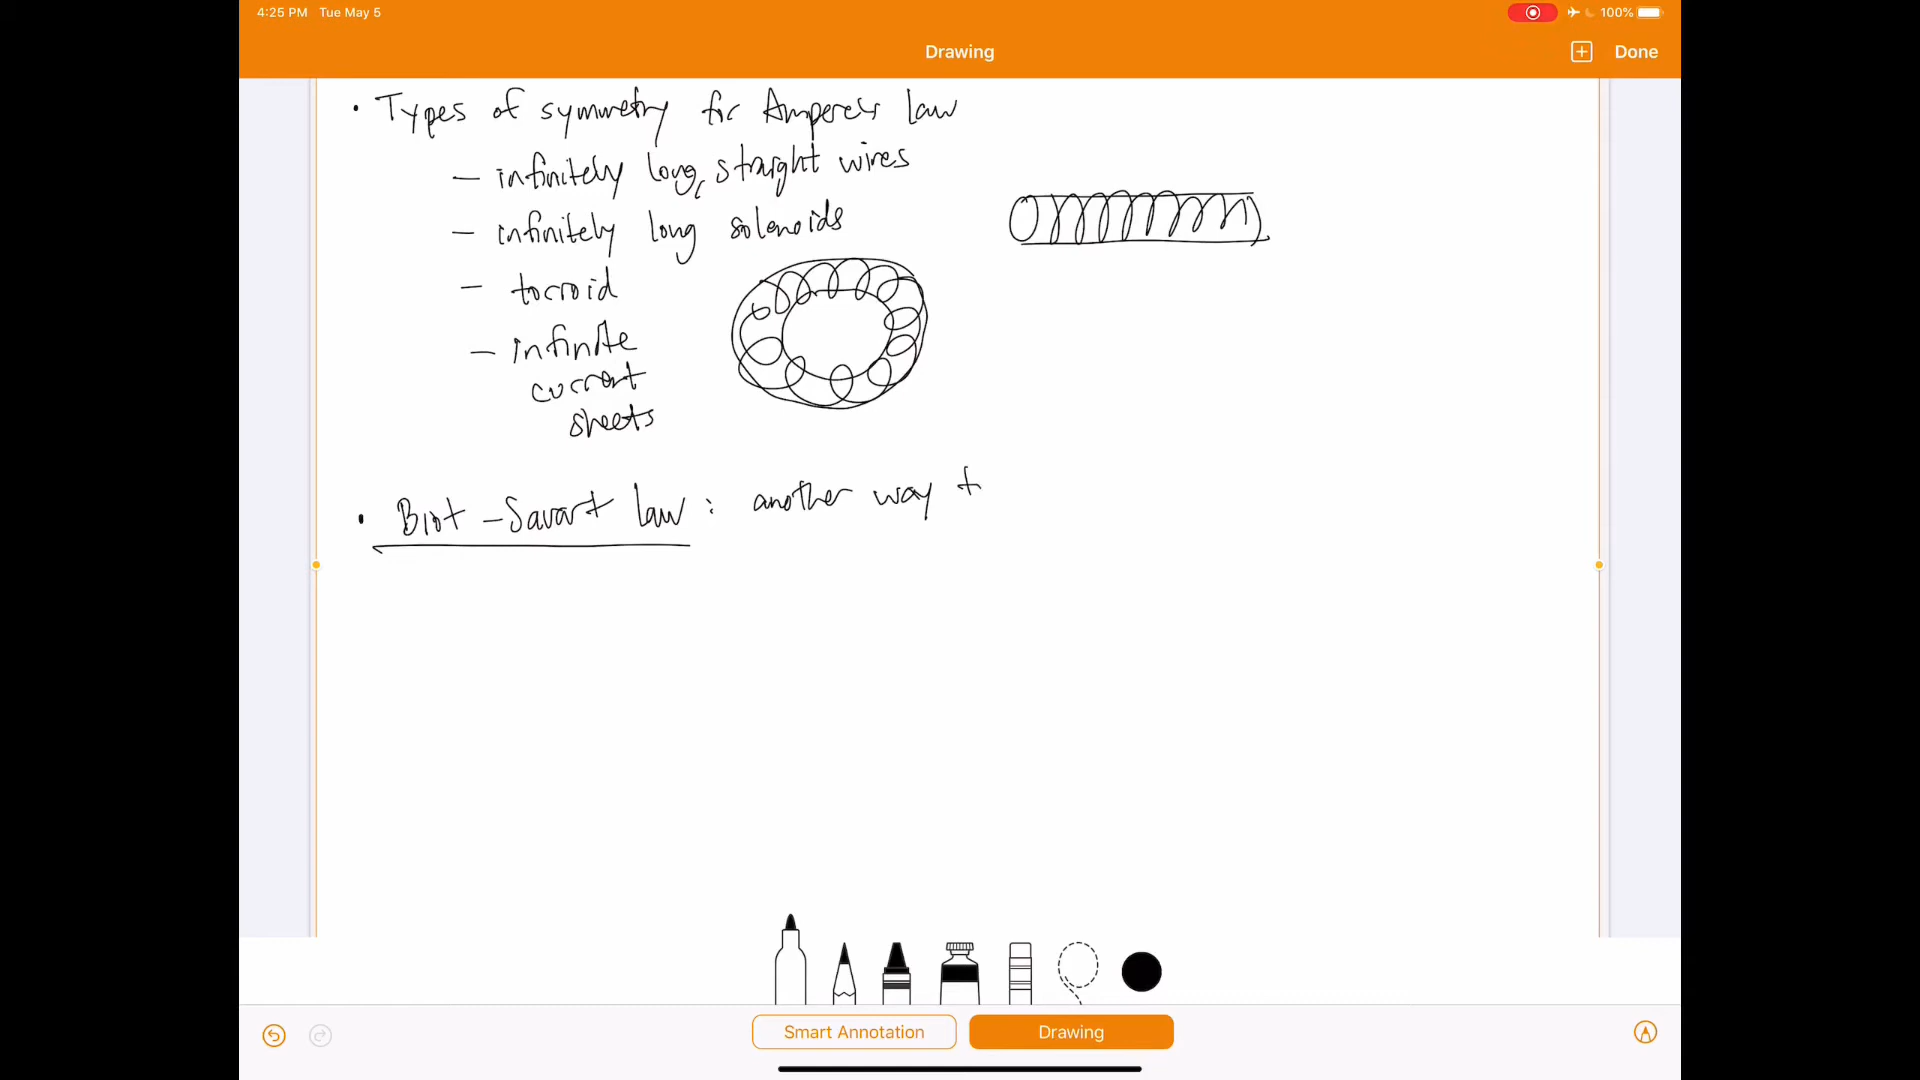 4:25 PM Tue May 5
100%
Drawing
Done
• Types of symmetry for Ampere's law
— infinitely long, straight wires
— infinitely long solenoids
— toroid
— infinite
current
sheets
• Biot-Savart law : another way t
Smart Annotation
Drawing